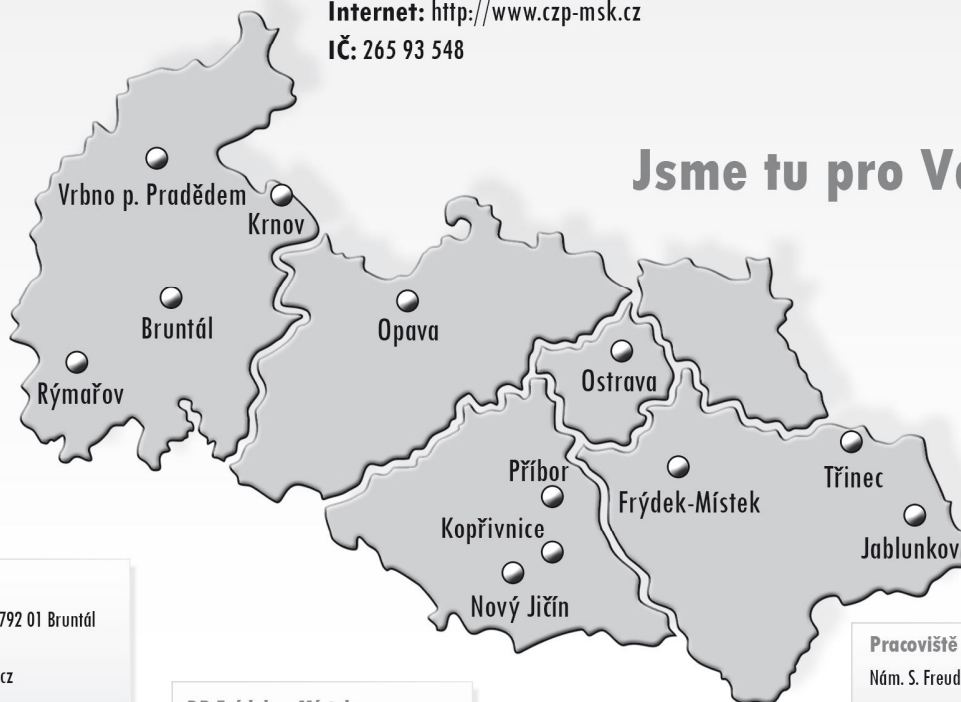 Internet: http://www.czp-msk.cz
IČ: 265 93 548
Jsme tu pro
Vrbno p. Pradědem
Krnov
Bruntál
Opava
Rýmařov
Ostrava
Příbor
Frýdek-Místek
Třinec
Kopřivnice
Jablunkov
Nový Jičín
792 01 Bruntál
cz
Pracoviště
Nám. S. Freud